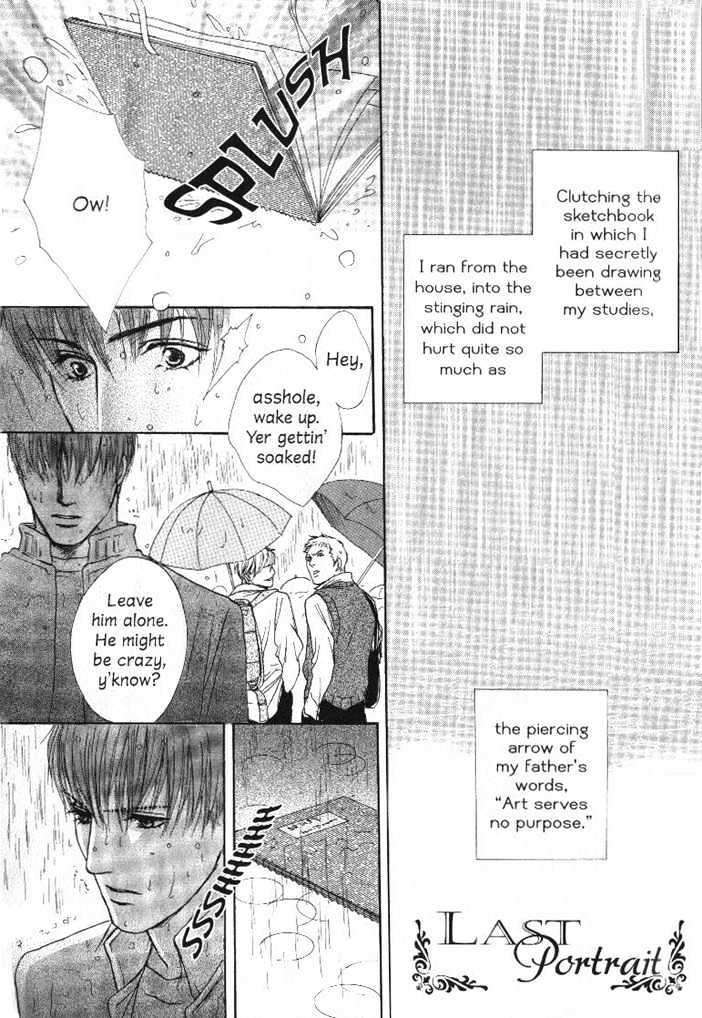 Clutching the
sketchbook
in which I
had secretly
been drawing
between
my studies,
I ran from the
house, into the
stinging rain,
which did not
hurt quite so
much as
the piercing
arrow of
my father's
words,
"Art serves
no purpose."
LAST
Portrait
SPLUSH
Ow!
Hey,
asshole,
wake up.
Yer gettin'
soaked!
Leave
him alone.
He might
be crazy,
y'know?
SSSHHHHHH